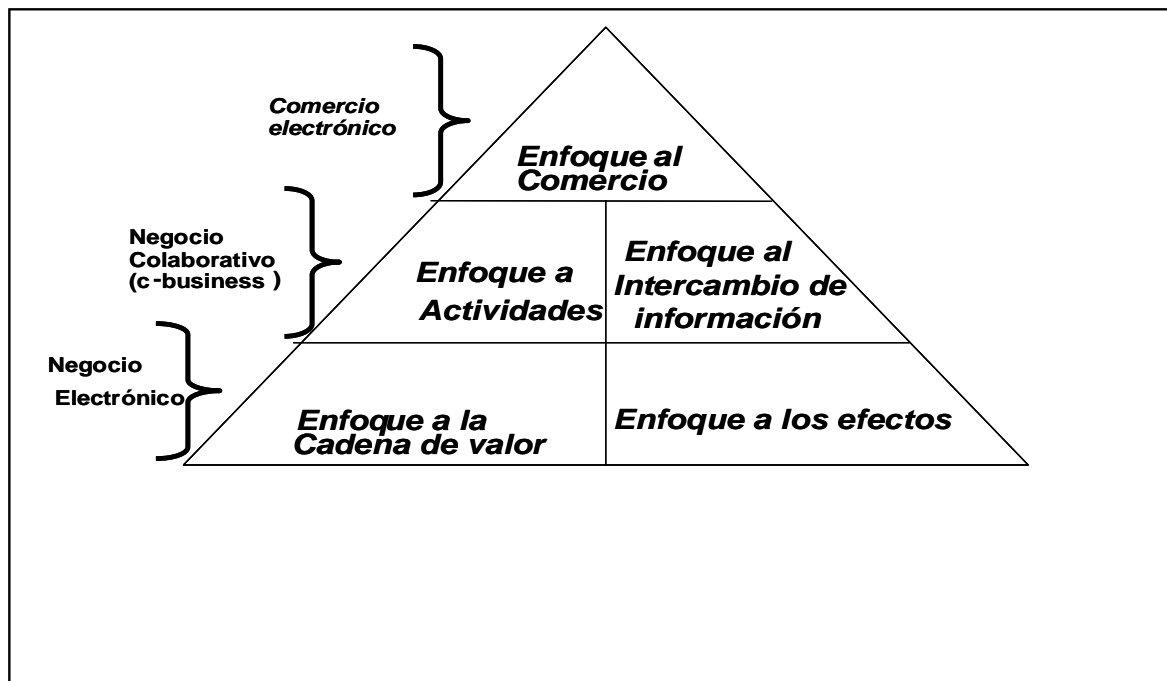 Comercio
electrónico
Enfoque al
Comercio
Negocio
Colaborativo
(c-business )
Enfoque a
Actividades
Enfoque al
Intercambio de
información
Negocio
Electrónico
Enfoque a la
Cadena de valor
Enfoque a los efectos